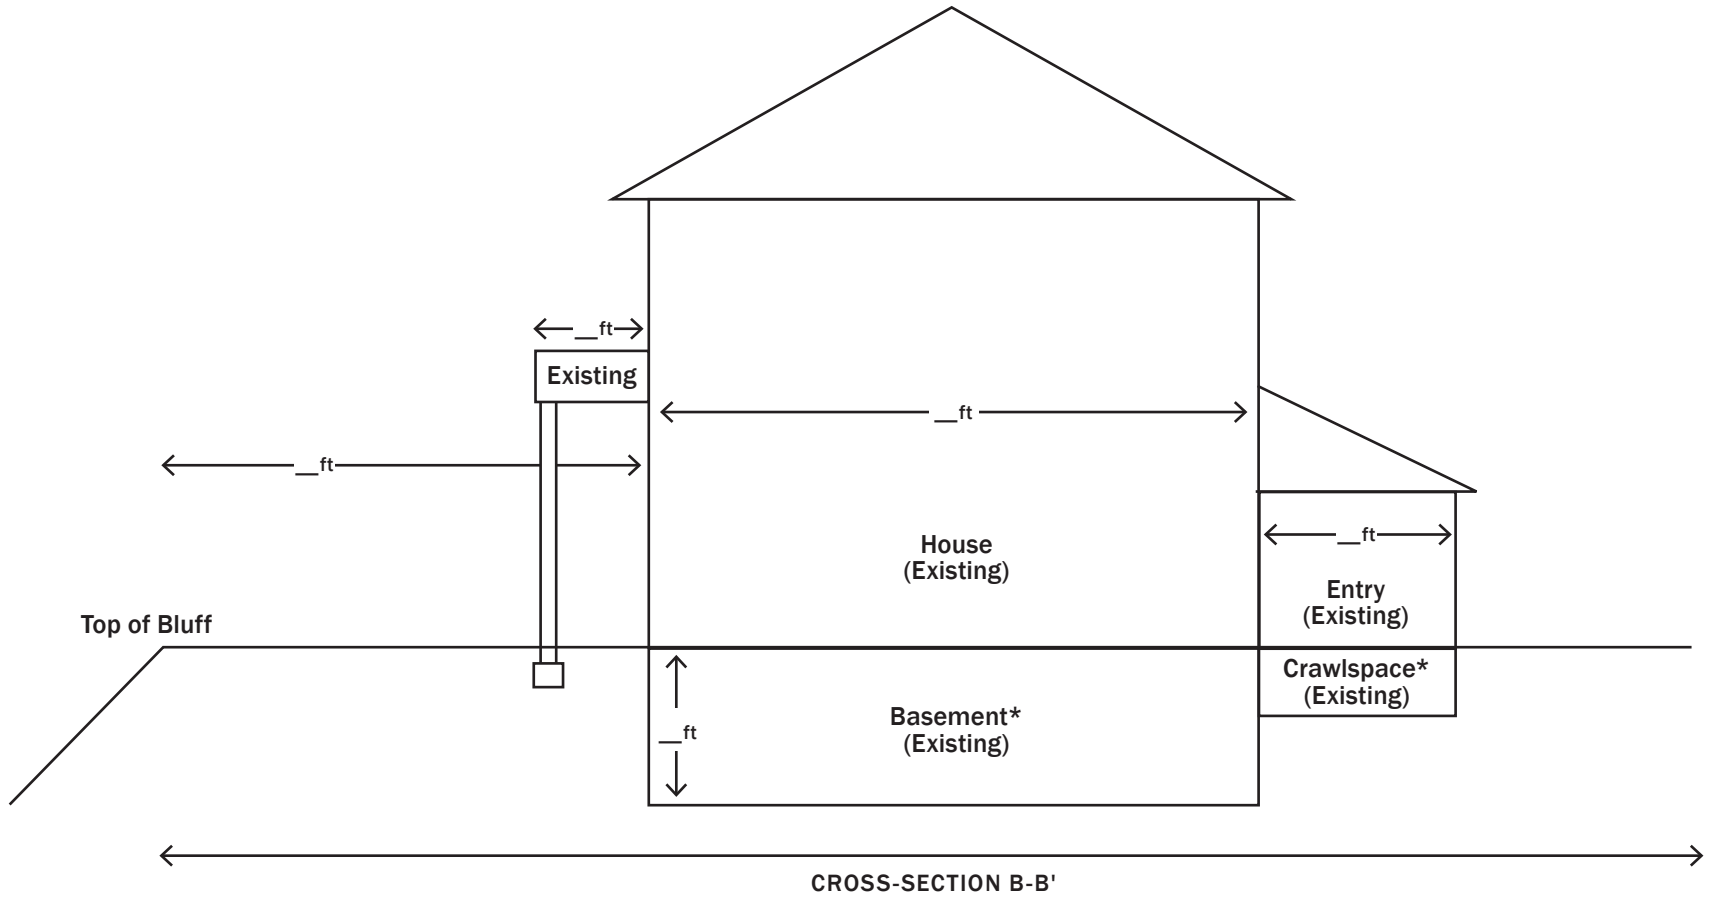 __ft
Existing
__ft
__ft
__ft
House
(Existing)
Entry
(Existing)
Top of Bluff
Crawlspace*
(Existing)
Basement*
(Existing)
__ft
CROSS-SECTION B-B'